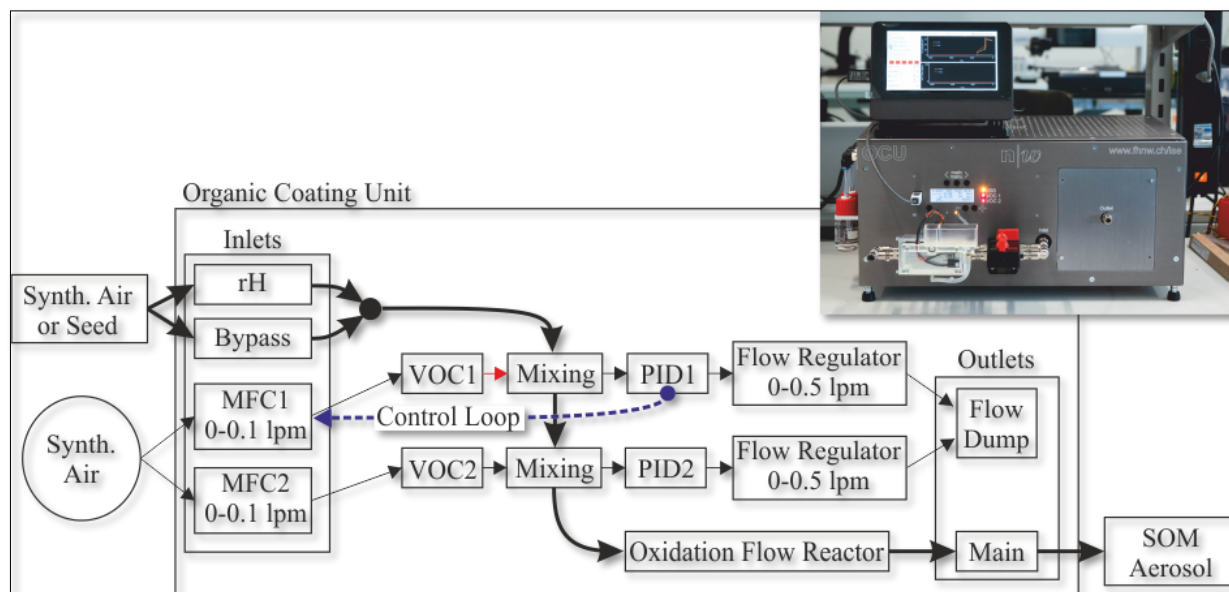 Organic Coating Unit
Inlets
rH
Bypass
Synth. Air
or Seed
MFC1
0-0.1 lpm
MFC2
0-0.1 lpm
Synth.
Air
VOC1
Mixing
PID1
Flow Regulator
0-0.5 lpm
Control Loop
VOC2
Mixing
PID2
Flow Regulator
0-0.5 lpm
Outlets
Flow
Dump
Oxidation Flow Reactor
Main
SOM
Aerosol
OCU
n|w
www.fhnw.ch/ise
Outlet